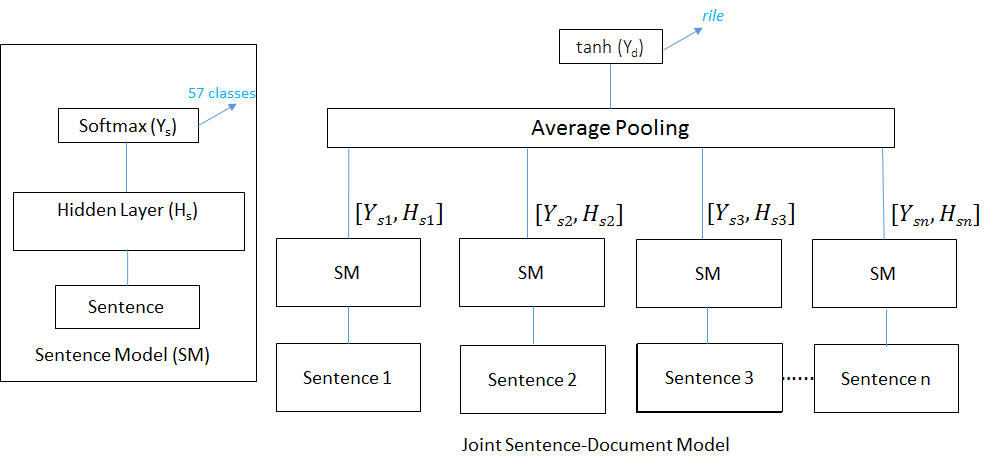 57 classes
Softmax (Yₛ)
Hidden Layer (Hₛ)
Sentence
Sentence Model (SM)
rile
tanh (Y_d)
Average Pooling
[Y_{s1}, H_{s1}]
[Y_{s2}, H_{s2}]
[Y_{s3}, H_{s3}]
[Y_{sn}, H_{sn}]
SM
SM
SM
SM
Sentence 1
Sentence 2
Sentence 3
......
Sentence n
Joint Sentence-Document Model